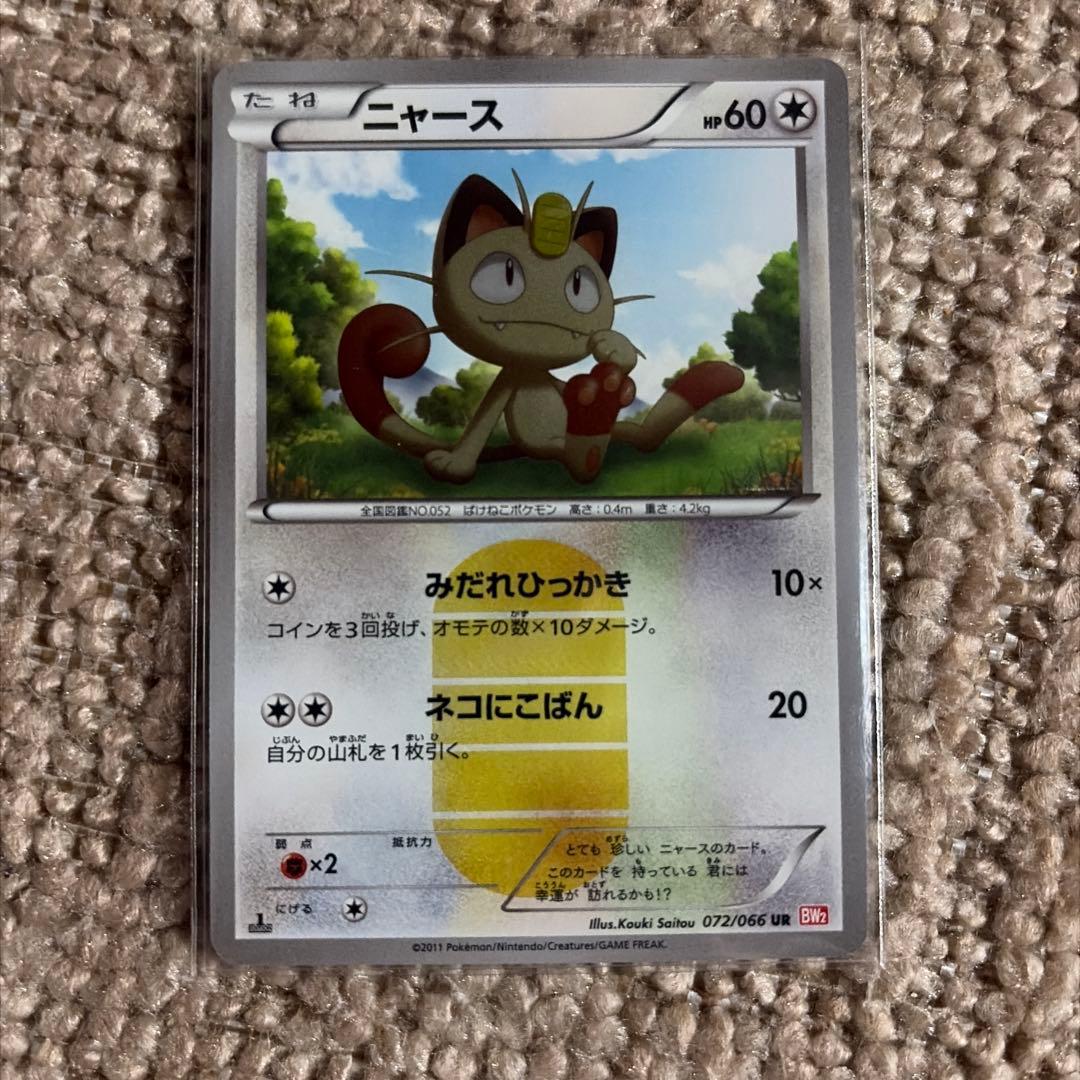 たね ニャース HP60
全国図鑑NO.052 ばけねこポケモン 高さ:0.4m 重さ:4.2kg
みだれひっかき 10×
コインを3回投げ、オモテの数×10ダメージ。
ネコにこばん 20
自分の山札を1枚引く。
弱点 抵抗力
×2
とても 珍しい ニャースのカード。
このカードを 持っている 君には
幸運が 訪れるかも!?
にげる
Illus.Kouki Saitou 072/066 UR BW2
©2011 Pokémon/Nintendo/Creatures/GAME FREAK.